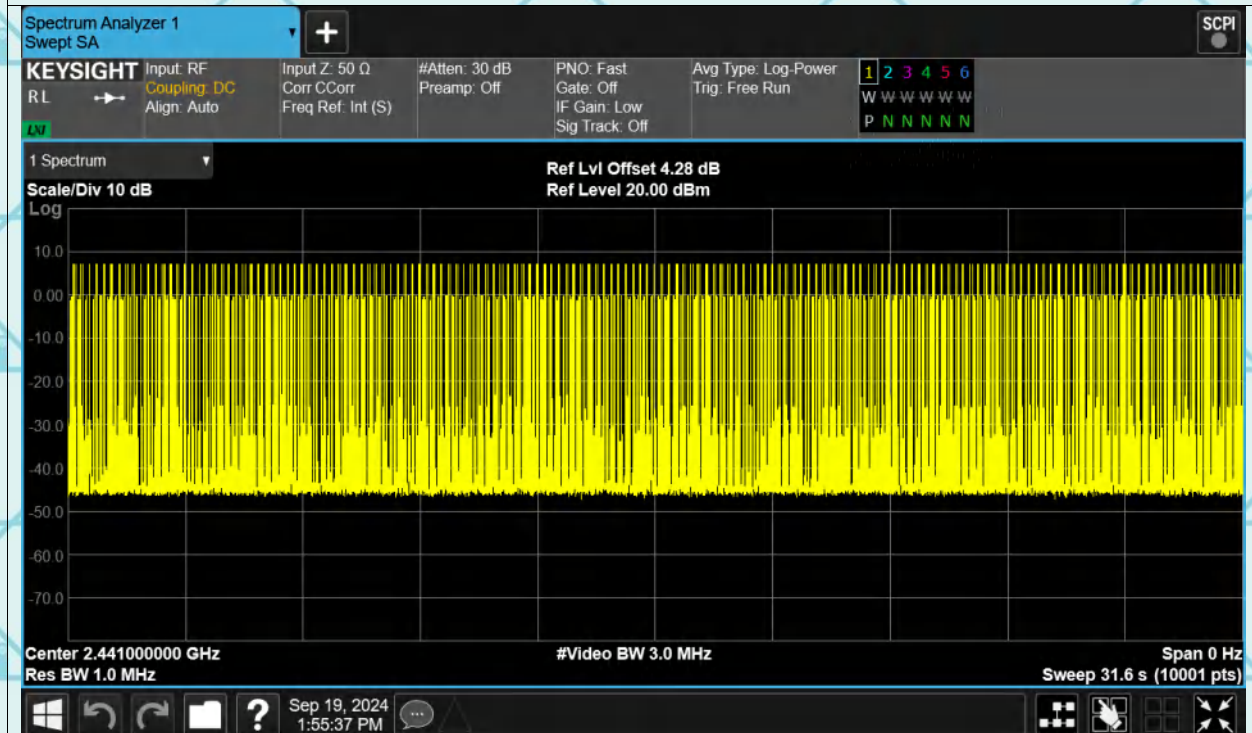 Spectrum Analyzer 1
Swept SA
+
SCPI
KEYSIGHT
RL
LXI
Input: RF
Coupling: DC
Align: Auto
Input Z: 50 Ω
Corr CCorr
Freq Ref: Int (S)
#Atten: 30 dB
Preamp: Off
PNO: Fast
Gate: Off
IF Gain: Low
Sig Track: Off
Avg Type: Log-Power
Trig: Free Run
1 2 3 4 5 6
W W W W W W
P N N N N N
1 Spectrum
Scale/Div 10 dB
Ref Lvl Offset 4.28 dB
Ref Level 20.00 dBm
Log
10.0
0.00
-10.0
-20.0
-30.0
-40.0
-50.0
-60.0
-70.0
Center 2.441000000 GHz
#Video BW 3.0 MHz
Span 0 Hz
Res BW 1.0 MHz
Sweep 31.6 s (10001 pts)
?
Sep 19, 2024
1:55:37 PM